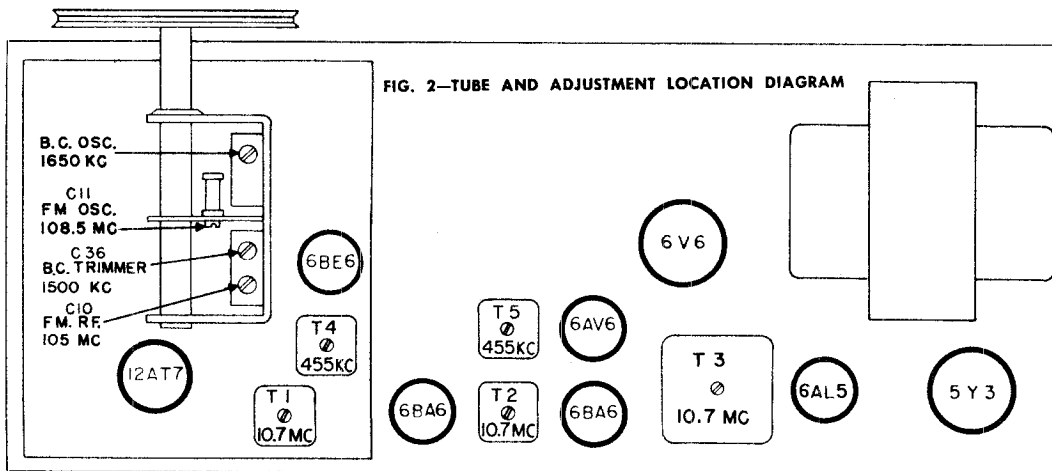 FIG. 2—TUBE AND ADJUSTMENT LOCATION DIAGRAM
B.C. OSC.
1650 KC
C11
FM OSC.
108.5 MC
C36
B.C. TRIMMER
1500 KC
C10
FM. RF.
105 MC
12AT7
6BE6
T4
455KC
T1
10.7MC
6BA6
T5
455KC
T2
10.7MC
6AV6
6BA6
6V6
T3
10.7 MC
6AL5
5Y3